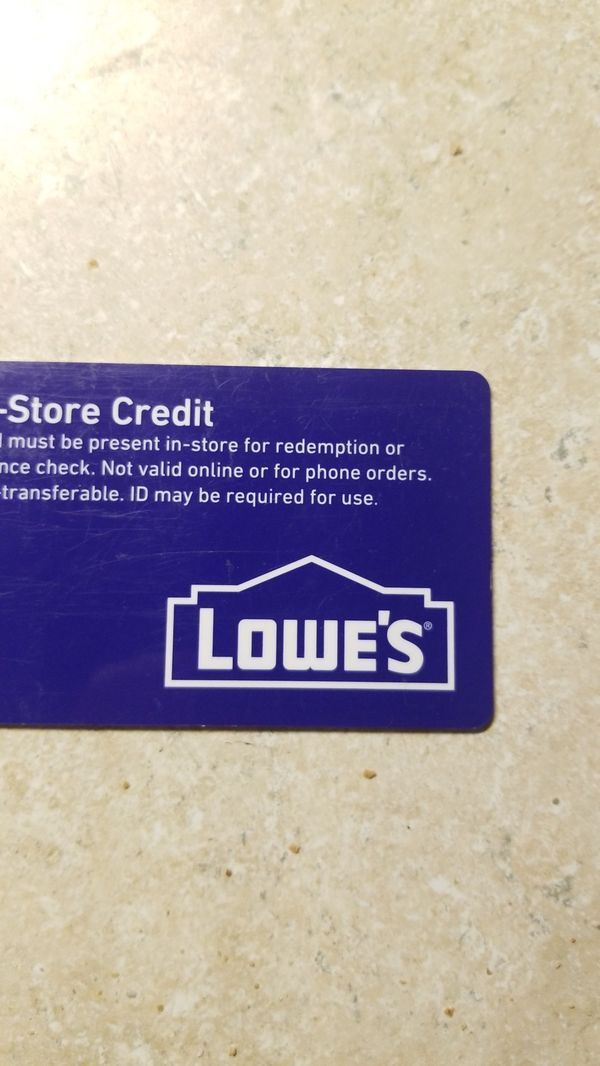 -Store Credit
must be present in-store for redemption or
nce check. Not valid online or for phone orders.
-transferable. ID may be required for use.
LOWE'S®